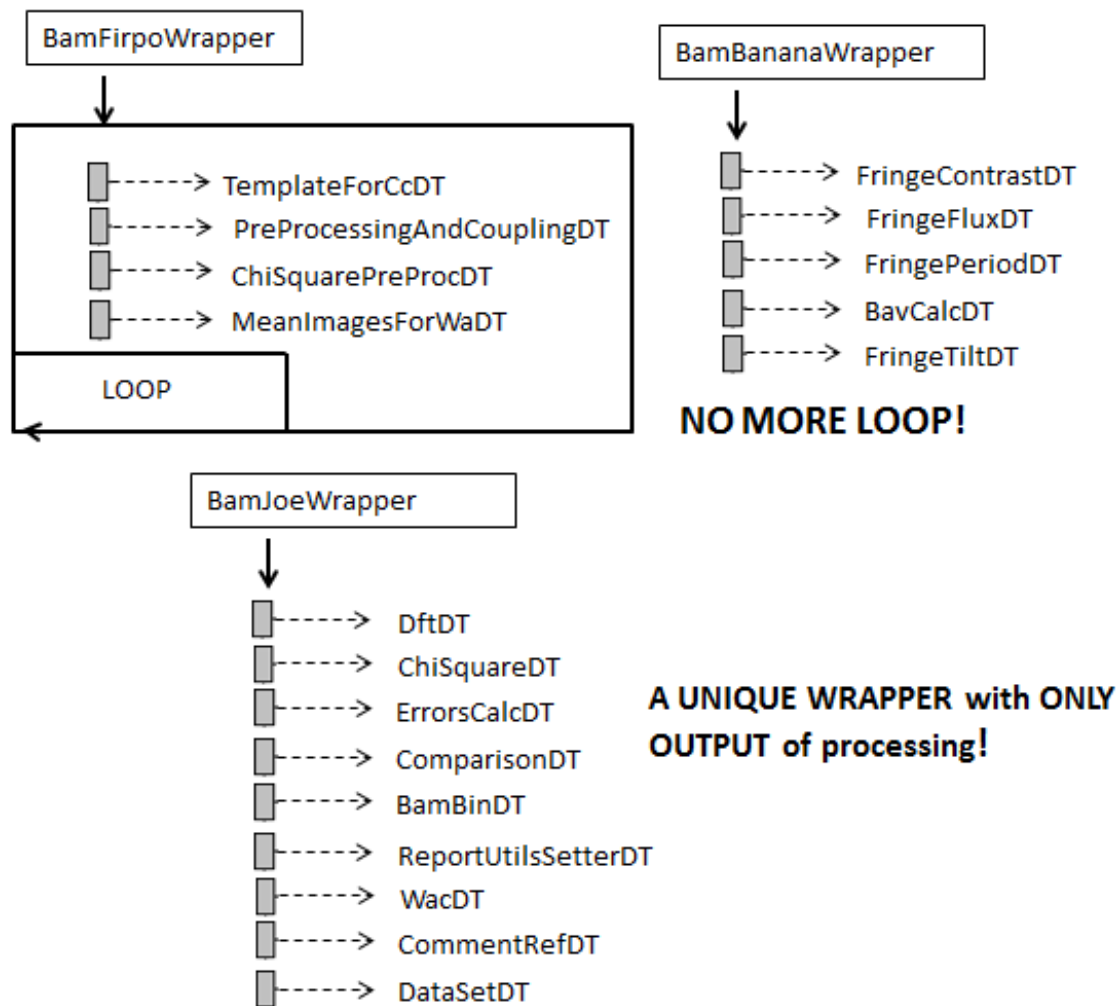 BamFirpoWrapper
TemplateForCcDT
PreProcessingAndCouplingDT
ChiSquarePreProcDT
MeanImagesForWaDT
LOOP
BamBananaWrapper
FringeContrastDT
FringeFluxDT
FringePeriodDT
BavCalcDT
FringeTiltDT
NO MORE LOOP!
BamJoeWrapper
DftDT
ChiSquareDT
ErrorsCalcDT
ComparisonDT
BamBinDT
ReportUtilsSetterDT
WacDT
CommentRefDT
DataSetDT
A UNIQUE WRAPPER with ONLY
OUTPUT of processing!